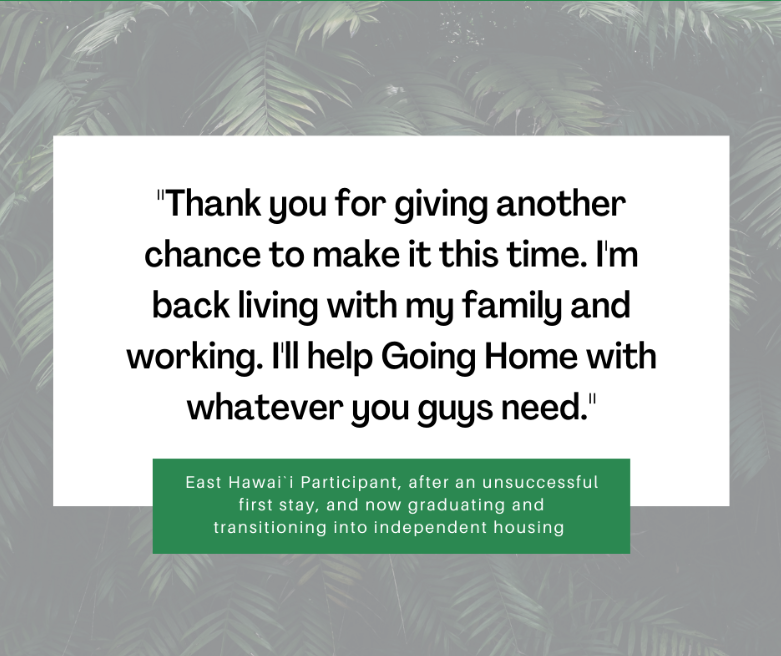 "Thank you for giving another
chance to make it this time. I'm
back living with my family and
working. I'll help Going Home with
whatever you guys need."
East Hawai`i Participant, after an unsuccessful
first stay, and now graduating and
transitioning into independent housing